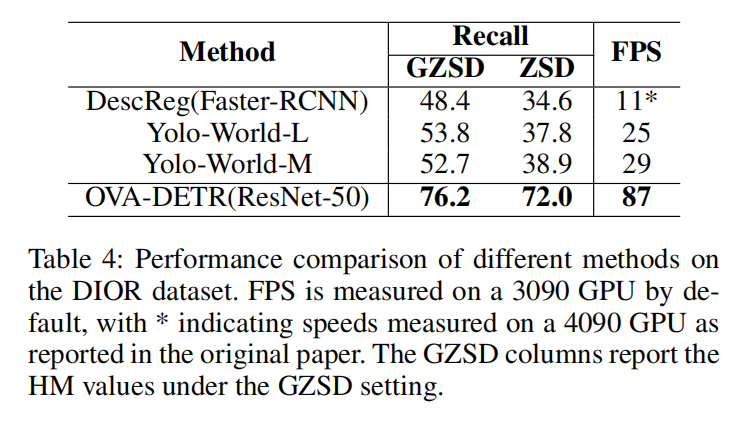 Method Recall FPS
GZSD ZSD
DescReg(Faster-RCNN) 48.4 34.6 11*
Yolo-World-L 53.8 37.8 25
Yolo-World-M 52.7 38.9 29
OVA-DETR(ResNet-50) 76.2 72.0 87
Table 4: Performance comparison of different methods on
the DIOR dataset. FPS is measured on a 3090 GPU by de-
fault, with * indicating speeds measured on a 4090 GPU as
reported in the original paper. The GZSD columns report the
HM values under the GZSD setting.